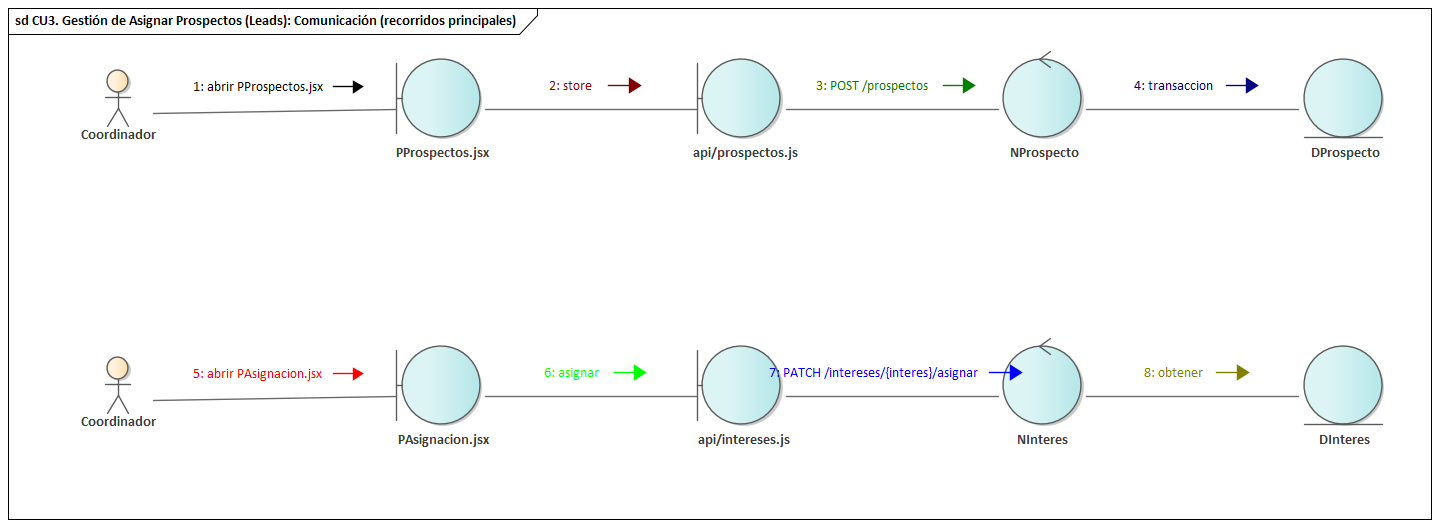 sd CU3. Gestión de Asignar Prospectos (Leads): Comunicación (recorridos principales)
1: abrir PProspectos.jsx
2: store
3: POST /prospectos
4: transaccion
Coordinador
PProspectos.jsx
api/prospectos.js
NProspecto
DProspecto
5: abrir PAsignacion.jsx
6: asignar
7: PATCH /intereses/{interes}/asignar
8: obtener
Coordinador
PAsignacion.jsx
api/intereses.js
NInteres
DInteres